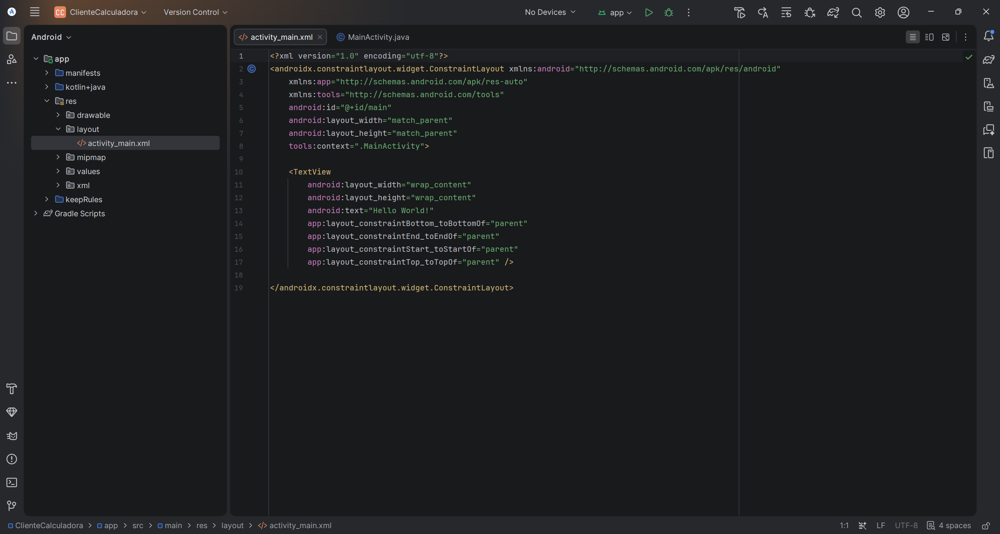 CC ClienteCalculadora Version Control No Devices app
Android
app
manifests
kotlin+java
res
drawable
layout
activity_main.xml
mipmap
values
xml
keepRules
Gradle Scripts
activity_main.xml MainActivity.java
1 <?xml version="1.0" encoding="utf-8"?>
2 <androidx.constraintlayout.widget.ConstraintLayout xmlns:android="http://schemas.android.com/apk/res/android"
3 xmlns:app="http://schemas.android.com/apk/res-auto"
4 xmlns:tools="http://schemas.android.com/tools"
5 android:id="@+id/main"
6 android:layout_width="match_parent"
7 android:layout_height="match_parent"
8 tools:context=".MainActivity">
9
10 <TextView
11 android:layout_width="wrap_content"
12 android:layout_height="wrap_content"
13 android:text="Hello World!"
14 app:layout_constraintBottom_toBottomOf="parent"
15 app:layout_constraintEnd_toEndOf="parent"
16 app:layout_constraintStart_toStartOf="parent"
17 app:layout_constraintTop_toTopOf="parent" />
18
19 </androidx.constraintlayout.widget.ConstraintLayout>
ClienteCalculadora > app > src > main > res > layout > activity_main.xml 1:1 LF UTF-8 4 spaces